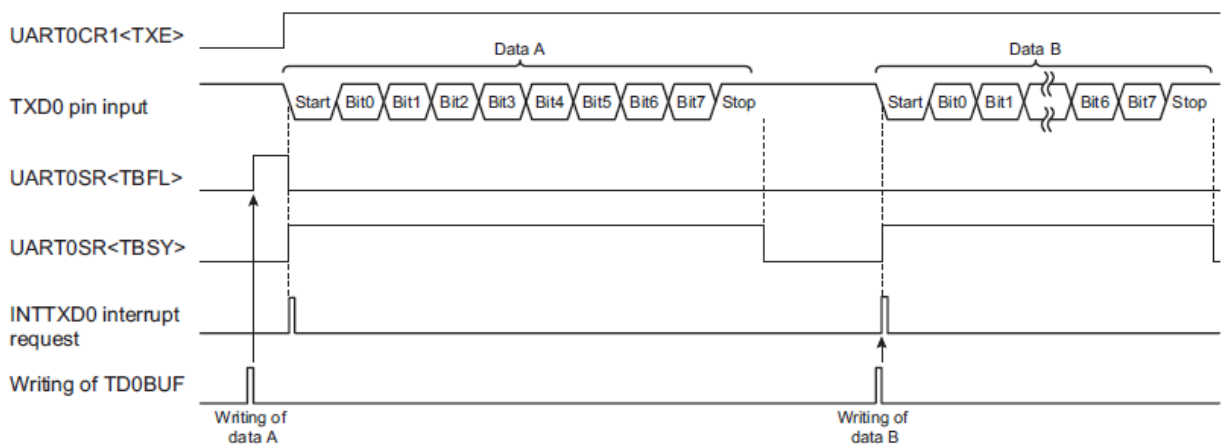 UART0CR1<TXE>
Data A
Data B
TXD0 pin input
Start Bit0 Bit1 Bit2 Bit3 Bit4 Bit5 Bit6 Bit7 Stop
Start Bit0 Bit1 Bit6 Bit7 Stop
UART0SR<TBFL>
UART0SR<TBSY>
INTTXD0 interrupt
request
Writing of TD0BUF
Writing of
data A
Writing of
data B